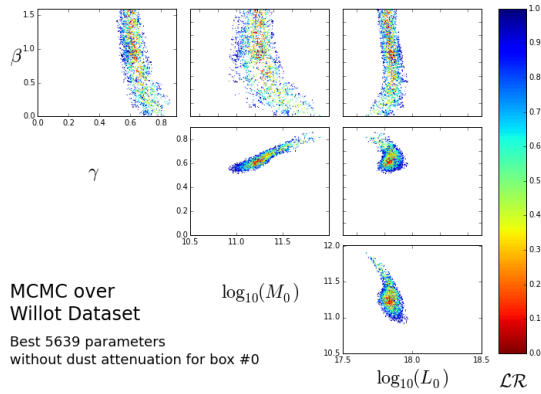 β
1.5
1.0
0.5
0.0
0.0 0.2 0.4 0.6 0.8
γ
0.8
0.6
0.4
0.2
0.0
10.5 11.0 11.5
12.0
11.5
11.0
10.5
17.5 18.0 18.5
log₁₀(M₀)
log₁₀(L₀)
MCMC over
Willot Dataset
Best 5639 parameters
without dust attenuation for box #0
1.0
0.9
0.8
0.7
0.6
0.5
0.4
0.3
0.2
0.1
0.0
ℒℛ